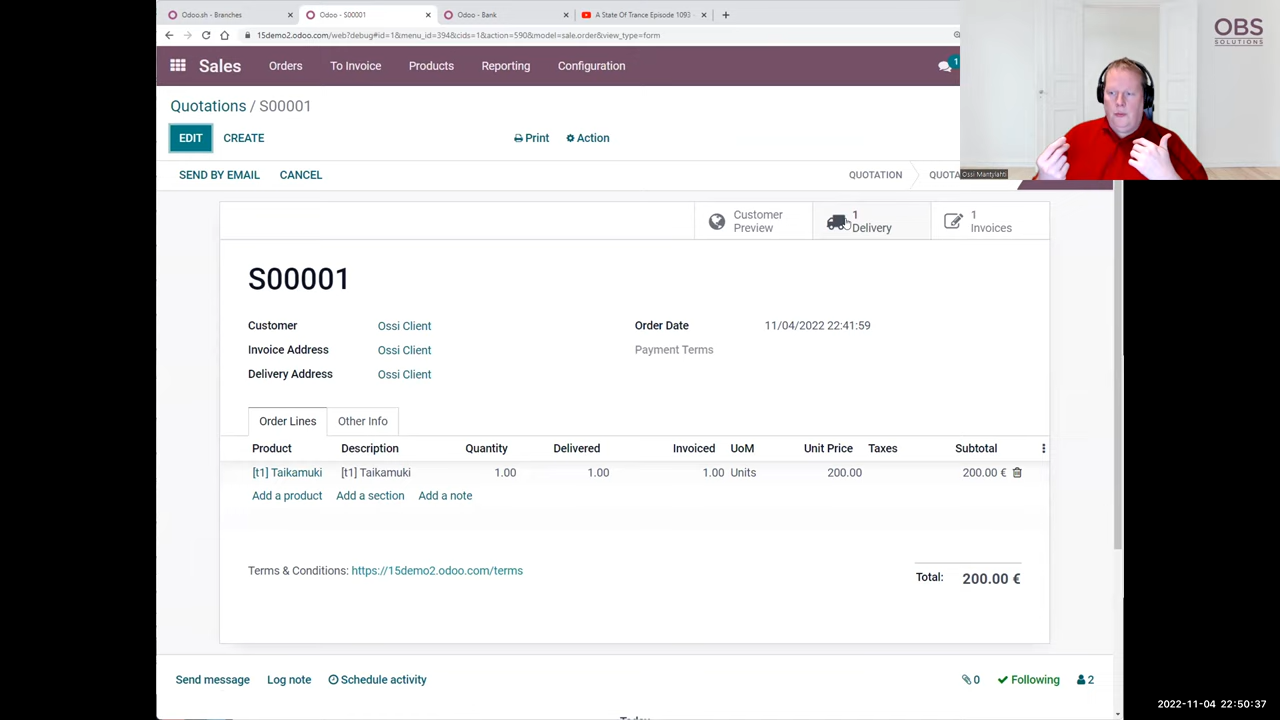 Odoo.sh - Branches
Odoo - S00001
Odoo - Bank
A State Of Trance Episode 1093
15demo2.odoo.com/web?debug#id=1&menu_id=394&cids=1&action=590&model=sale.order&view_type=form
OBS
SOLUTIONS
Sales
Orders
To Invoice
Products
Reporting
Configuration
1
Quotations / S00001
EDIT
CREATE
Print
Action
Ossi Mantylahti
SEND BY EMAIL
CANCEL
QUOTATION
Customer
Preview
1
Delivery
1
Invoices
S00001
Customer
Ossi Client
Order Date
11/04/2022 22:41:59
Invoice Address
Ossi Client
Payment Terms
Delivery Address
Ossi Client
Order Lines
Other Info
Product
Description
Quantity
Delivered
Invoiced
UoM
Unit Price
Taxes
Subtotal
[t1] Taikamuki
[t1] Taikamuki
1.00
1.00
1.00
Units
200.00
200.00 €
Add a product
Add a section
Add a note
Terms & Conditions: https://15demo2.odoo.com/terms
Total:
200.00 €
Send message
Log note
Schedule activity
0
Following
2
2022-11-04 22:50:37